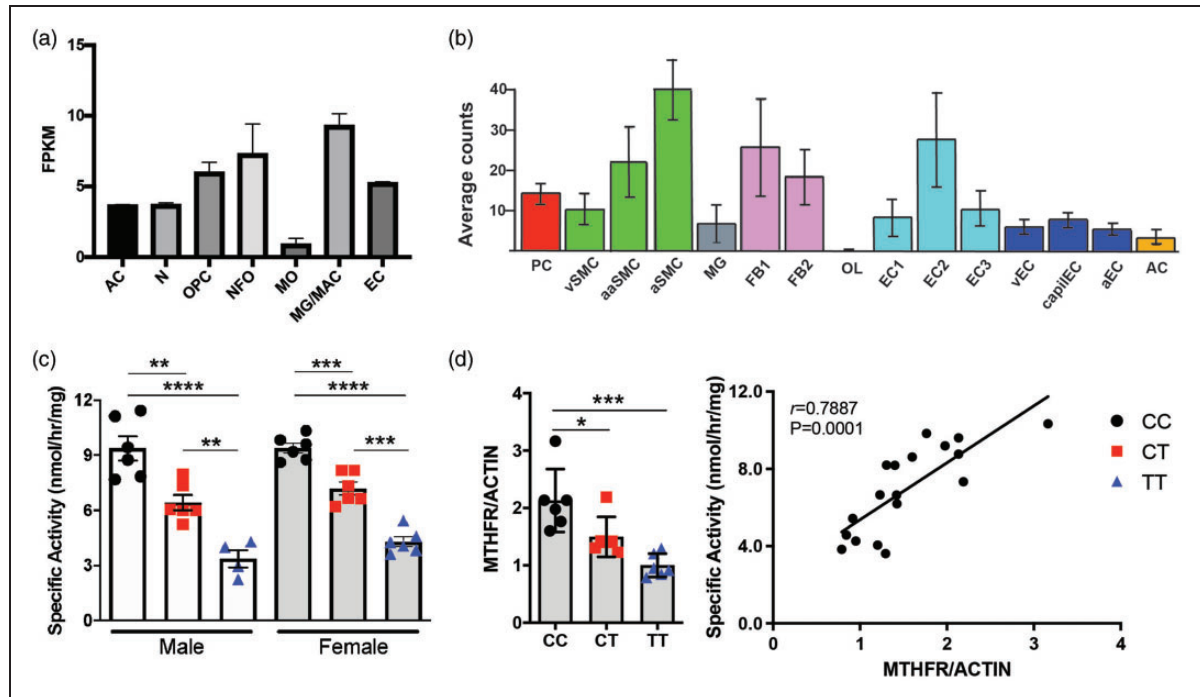 (a)
15
10
5
0
FPKM
AC
N
OPC
NFO
MO
MG/MAC
EC
(b)
40
30
20
10
Average counts
PC
vSMC
aaSMC
aSMC
MG
FB1
FB2
OL
EC1
EC2
EC3
vEC
capilEC
aEC
AC
(c)
**
***
****
****
**
***
12
9
6
3
0
Specific Activity (nmol/hr/mg)
Male
Female
(d)
***
*
4
3
2
1
0
MTHFR/ACTIN
CC
CT
TT
r=0.7887
P=0.0001
12.0
8.0
4.0
0.0
Specific Activity (nmol/hr/mg)
0
1
2
3
4
MTHFR/ACTIN
CC
CT
TT